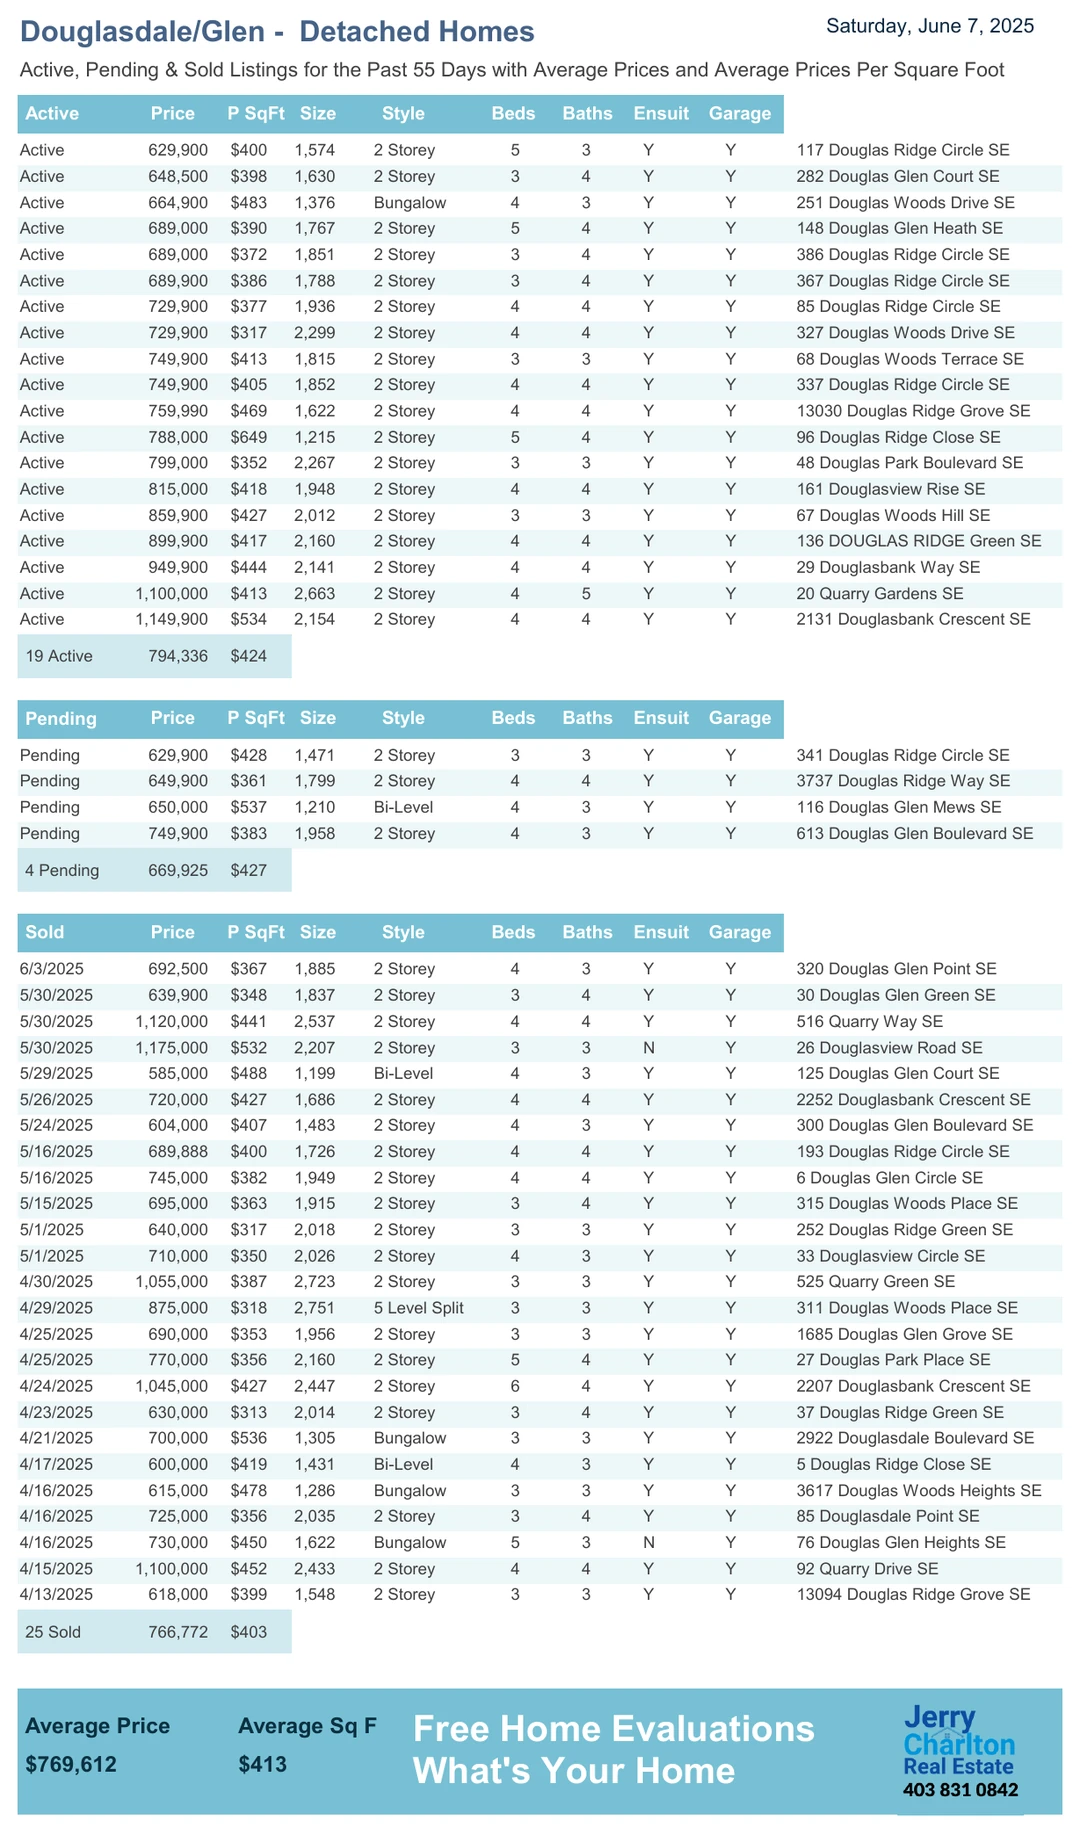 Douglasdale/Glen - Detached Homes
Saturday, June 7, 2025
Active, Pending & Sold Listings for the Past 55 Days with Average Prices and Average Prices Per Square Foot
Active Price P SqFt Size Style Beds Baths Ensuit Garage
Active 629,900 $400 1,574 2 Storey 5 3 Y Y 117 Douglas Ridge Circle SE
Active 648,500 $398 1,630 2 Storey 3 4 Y Y 282 Douglas Glen Court SE
Active 664,900 $483 1,376 Bungalow 4 3 Y Y 251 Douglas Woods Drive SE
Active 689,000 $390 1,767 2 Storey 5 4 Y Y 148 Douglas Glen Heath SE
Active 689,000 $372 1,851 2 Storey 3 4 Y Y 386 Douglas Ridge Circle SE
Active 689,900 $386 1,788 2 Storey 3 4 Y Y 367 Douglas Ridge Circle SE
Active 729,900 $377 1,936 2 Storey 4 4 Y Y 85 Douglas Ridge Circle SE
Active 729,900 $317 2,299 2 Storey 4 4 Y Y 327 Douglas Woods Drive SE
Active 749,900 $413 1,815 2 Storey 3 3 Y Y 68 Douglas Woods Terrace SE
Active 749,900 $405 1,852 2 Storey 4 4 Y Y 337 Douglas Ridge Circle SE
Active 759,990 $469 1,622 2 Storey 4 4 Y Y 13030 Douglas Ridge Grove SE
Active 788,000 $649 1,215 2 Storey 5 4 Y Y 96 Douglas Ridge Close SE
Active 799,000 $352 2,267 2 Storey 3 3 Y Y 48 Douglas Park Boulevard SE
Active 815,000 $418 1,948 2 Storey 4 4 Y Y 161 Douglasview Rise SE
Active 859,900 $427 2,012 2 Storey 3 3 Y Y 67 Douglas Woods Hill SE
Active 899,900 $417 2,160 2 Storey 4 4 Y Y 136 DOUGLAS RIDGE Green SE
Active 949,900 $444 2,141 2 Storey 4 4 Y Y 29 Douglasbank Way SE
Active 1,100,000 $413 2,663 2 Storey 4 5 Y Y 20 Quarry Gardens SE
Active 1,149,900 $534 2,154 2 Storey 4 4 Y Y 2131 Douglasbank Crescent SE
19 Active 794,336 $424
Pending Price P SqFt Size Style Beds Baths Ensuit Garage
Pending 629,900 $428 1,471 2 Storey 3 3 Y Y 341 Douglas Ridge Circle SE
Pending 649,900 $361 1,799 2 Storey 4 4 Y Y 3737 Douglas Ridge Way SE
Pending 650,000 $537 1,210 Bi-Level 4 3 Y Y 116 Douglas Glen Mews SE
Pending 749,900 $383 1,958 2 Storey 4 3 Y Y 613 Douglas Glen Boulevard SE
4 Pending 669,925 $427
Sold Price P SqFt Size Style Beds Baths Ensuit Garage
6/3/2025 692,500 $367 1,885 2 Storey 4 3 Y Y 320 Douglas Glen Point SE
5/30/2025 639,900 $348 1,837 2 Storey 3 4 Y Y 30 Douglas Glen Green SE
5/30/2025 1,120,000 $441 2,537 2 Storey 4 4 Y Y 516 Quarry Way SE
5/30/2025 1,175,000 $532 2,207 2 Storey 3 3 N Y 26 Douglasview Road SE
5/29/2025 585,000 $488 1,199 Bi-Level 4 3 Y Y 125 Douglas Glen Court SE
5/26/2025 720,000 $427 1,686 2 Storey 4 4 Y Y 2252 Douglasbank Crescent SE
5/24/2025 604,000 $407 1,483 2 Storey 4 3 Y Y 300 Douglas Glen Boulevard SE
5/16/2025 689,888 $400 1,726 2 Storey 4 4 Y Y 193 Douglas Ridge Circle SE
5/16/2025 745,000 $382 1,949 2 Storey 4 4 Y Y 6 Douglas Glen Circle SE
5/15/2025 695,000 $363 1,915 2 Storey 3 4 Y Y 315 Douglas Woods Place SE
5/1/2025 640,000 $317 2,018 2 Storey 3 3 Y Y 252 Douglas Ridge Green SE
5/1/2025 710,000 $350 2,026 2 Storey 4 3 Y Y 33 Douglasview Circle SE
4/30/2025 1,055,000 $387 2,723 2 Storey 3 3 Y Y 525 Quarry Green SE
4/29/2025 875,000 $318 2,751 5 Level Split 3 3 Y Y 311 Douglas Woods Place SE
4/25/2025 690,000 $353 1,956 2 Storey 3 3 Y Y 1685 Douglas Glen Grove SE
4/25/2025 770,000 $356 2,160 2 Storey 5 4 Y Y 27 Douglas Park Place SE
4/24/2025 1,045,000 $427 2,447 2 Storey 6 4 Y Y 2207 Douglasbank Crescent SE
4/23/2025 630,000 $313 2,014 2 Storey 3 4 Y Y 37 Douglas Ridge Green SE
4/21/2025 700,000 $536 1,305 Bungalow 3 3 Y Y 2922 Douglasdale Boulevard SE
4/17/2025 600,000 $419 1,431 Bi-Level 4 3 Y Y 5 Douglas Ridge Close SE
4/16/2025 615,000 $478 1,286 Bungalow 3 3 Y Y 3617 Douglas Woods Heights SE
4/16/2025 725,000 $356 2,035 2 Storey 3 4 Y Y 85 Douglasdale Point SE
4/16/2025 730,000 $450 1,622 Bungalow 5 3 N Y 76 Douglas Glen Heights SE
4/15/2025 1,100,000 $452 2,433 2 Storey 4 4 Y Y 92 Quarry Drive SE
4/13/2025 618,000 $399 1,548 2 Storey 3 3 Y Y 13094 Douglas Ridge Grove SE
25 Sold 766,772 $403
Average Price Average Sq F
$769,612 $413
Free Home Evaluations
What's Your Home
Jerry
Charlton
Real Estate
403 831 0842